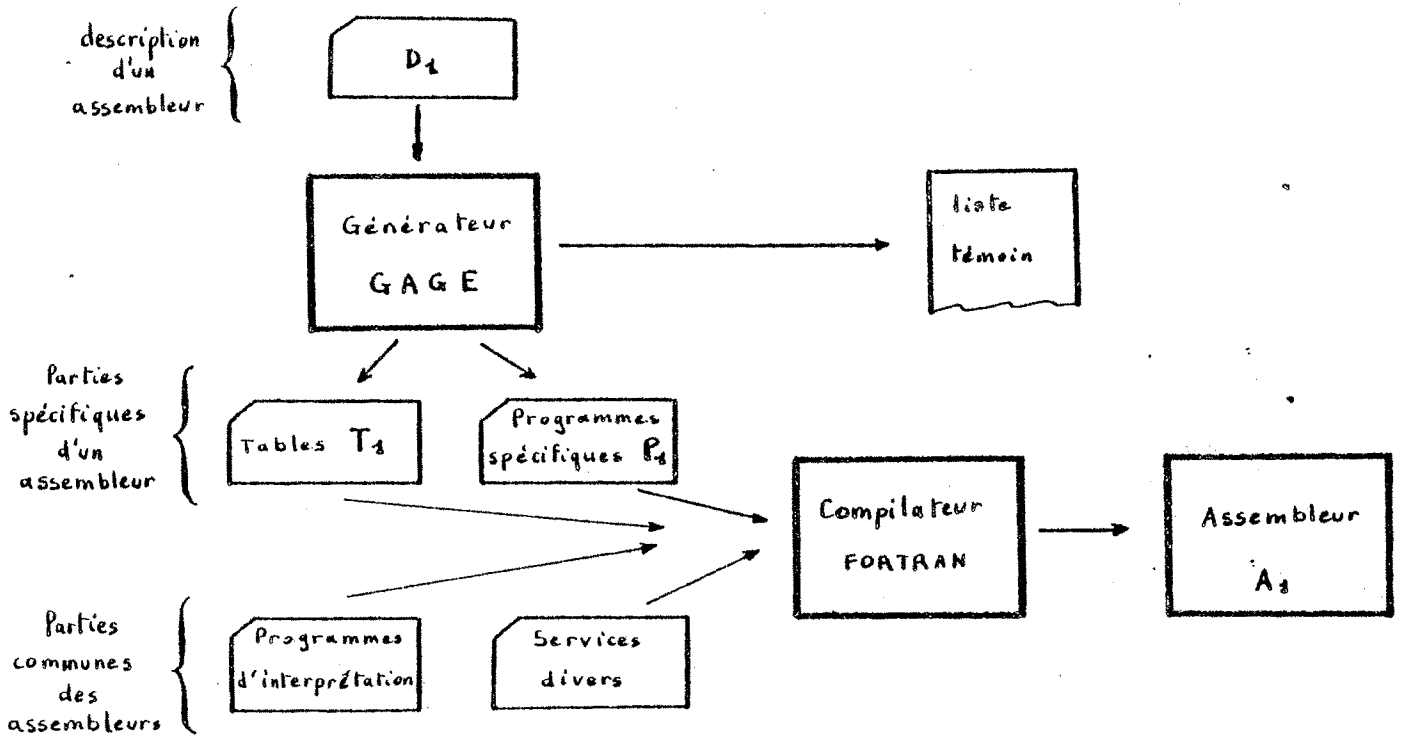 description
d'un
assembleur
D1
Générateur
GAGE
liste
témoin
Parties
spécifiques
d'un
assembleur
Tables T1
Programmes
spécifiques P1
Compilateur
FORTRAN
Assembleur
A1
Parties
communes
des
assembleurs
Programmes
d'interprétation
Services
divers